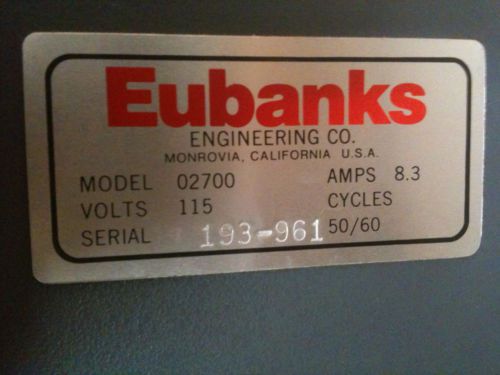 Eubanks
ENGINEERING CO.
MONROVIA, CALIFORNIA U.S.A.
MODEL 02700 AMPS 8.3
VOLTS 115 CYCLES
SERIAL 193-961 50/60